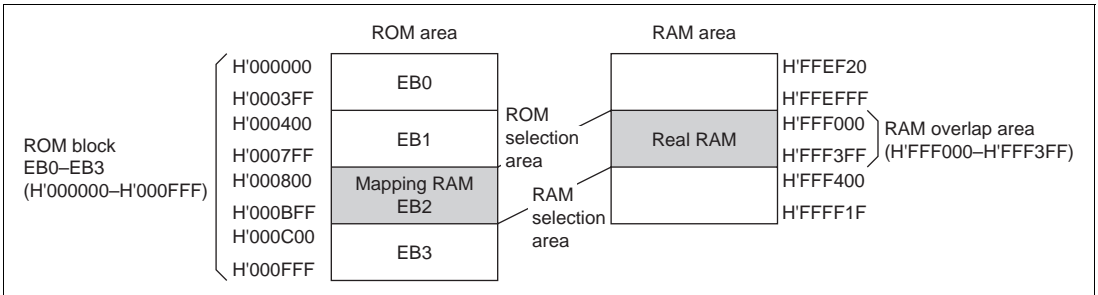 ROM area
RAM area
ROM block
EB0–EB3
(H'000000–H'000FFF)
H'000000
H'0003FF
H'000400
H'0007FF
H'000800
H'000BFF
H'000C00
H'000FFF
EB0
EB1
Mapping RAM
EB2
EB3
ROM
selection
area
RAM
selection
area
Real RAM
H'FFEF20
H'FFEFFF
H'FFF000
H'FFF3FF
H'FFF400
H'FFFF1F
RAM overlap area
(H'FFF000–H'FFF3FF)